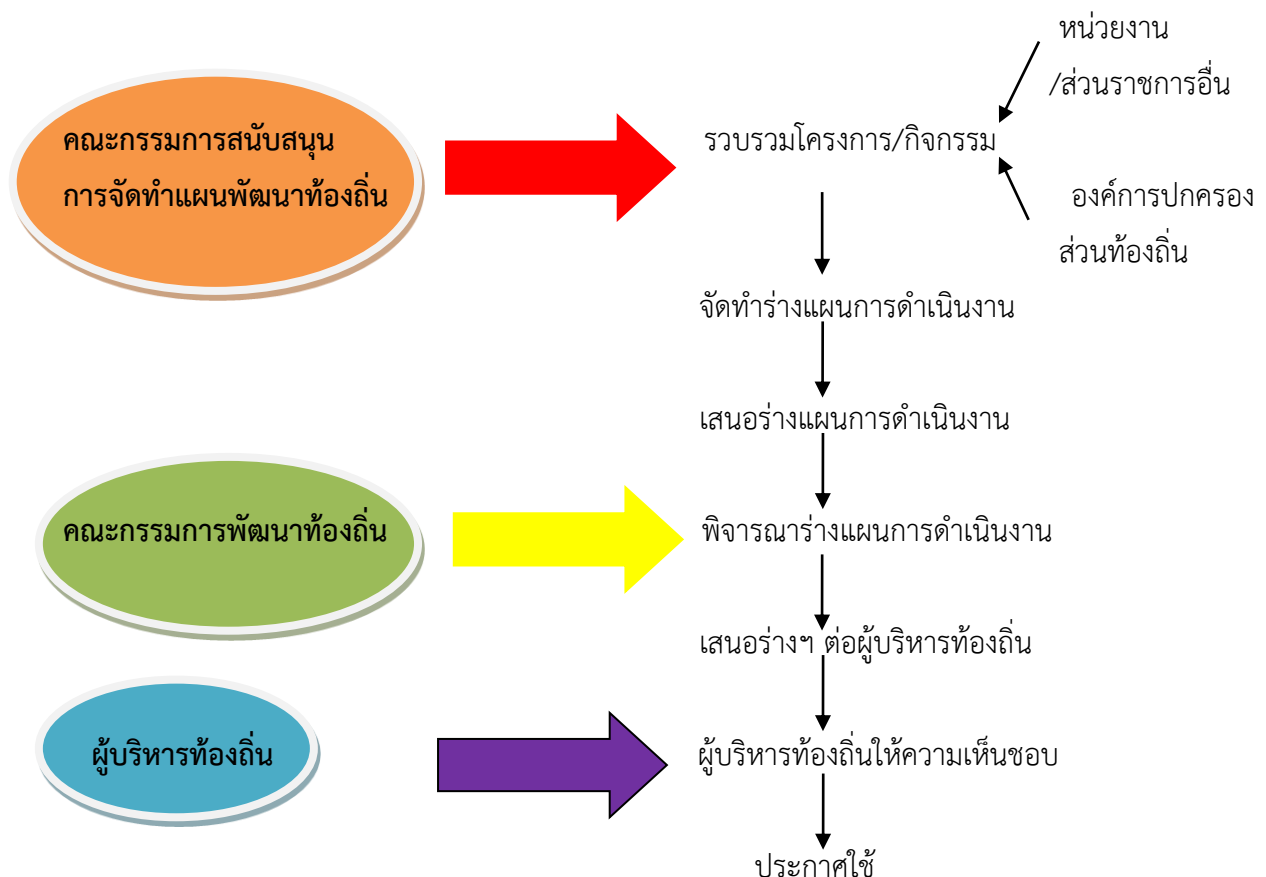 หน่วยงาน
/ส่วนราชการอื่น
คณะกรรมการสนับสนุน
การจัดทำแผนพัฒนาท้องถิ่น
รวบรวมโครงการ/กิจกรรม
องค์การปกครอง
ส่วนท้องถิ่น
จัดทำร่างแผนการดำเนินงาน
เสนอร่างแผนการดำเนินงาน
คณะกรรมการพัฒนาท้องถิ่น
พิจารณาร่างแผนการดำเนินงาน
เสนอร่างฯ ต่อผู้บริหารท้องถิ่น
ผู้บริหารท้องถิ่น
ผู้บริหารท้องถิ่นให้ความเห็นชอบ
ประกาศใช้